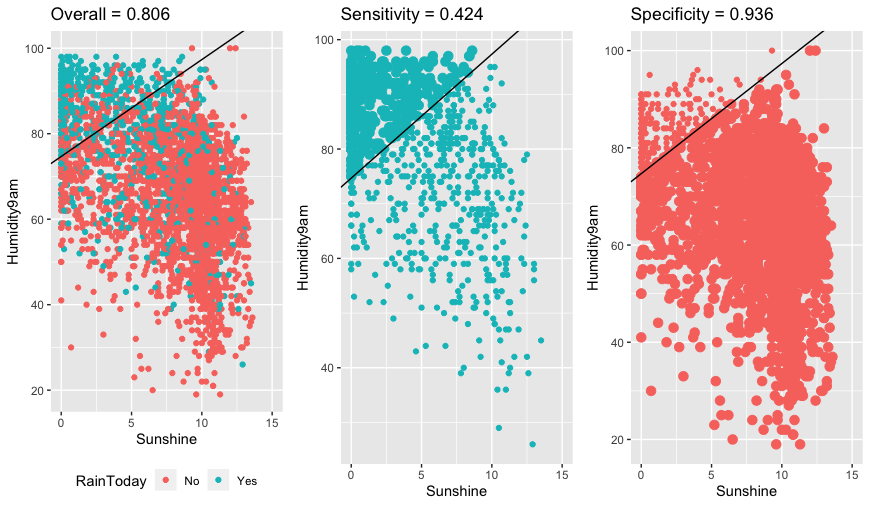 Overall = 0.806
100
80
60
40
20
Humidity9am
0
5
10
15
Sunshine
RainToday
No
Yes
Sensitivity = 0.424
100
80
60
40
Humidity9am
0
5
10
15
Sunshine
Specificity = 0.936
100
80
60
40
20
Humidity9am
0
5
10
15
Sunshine